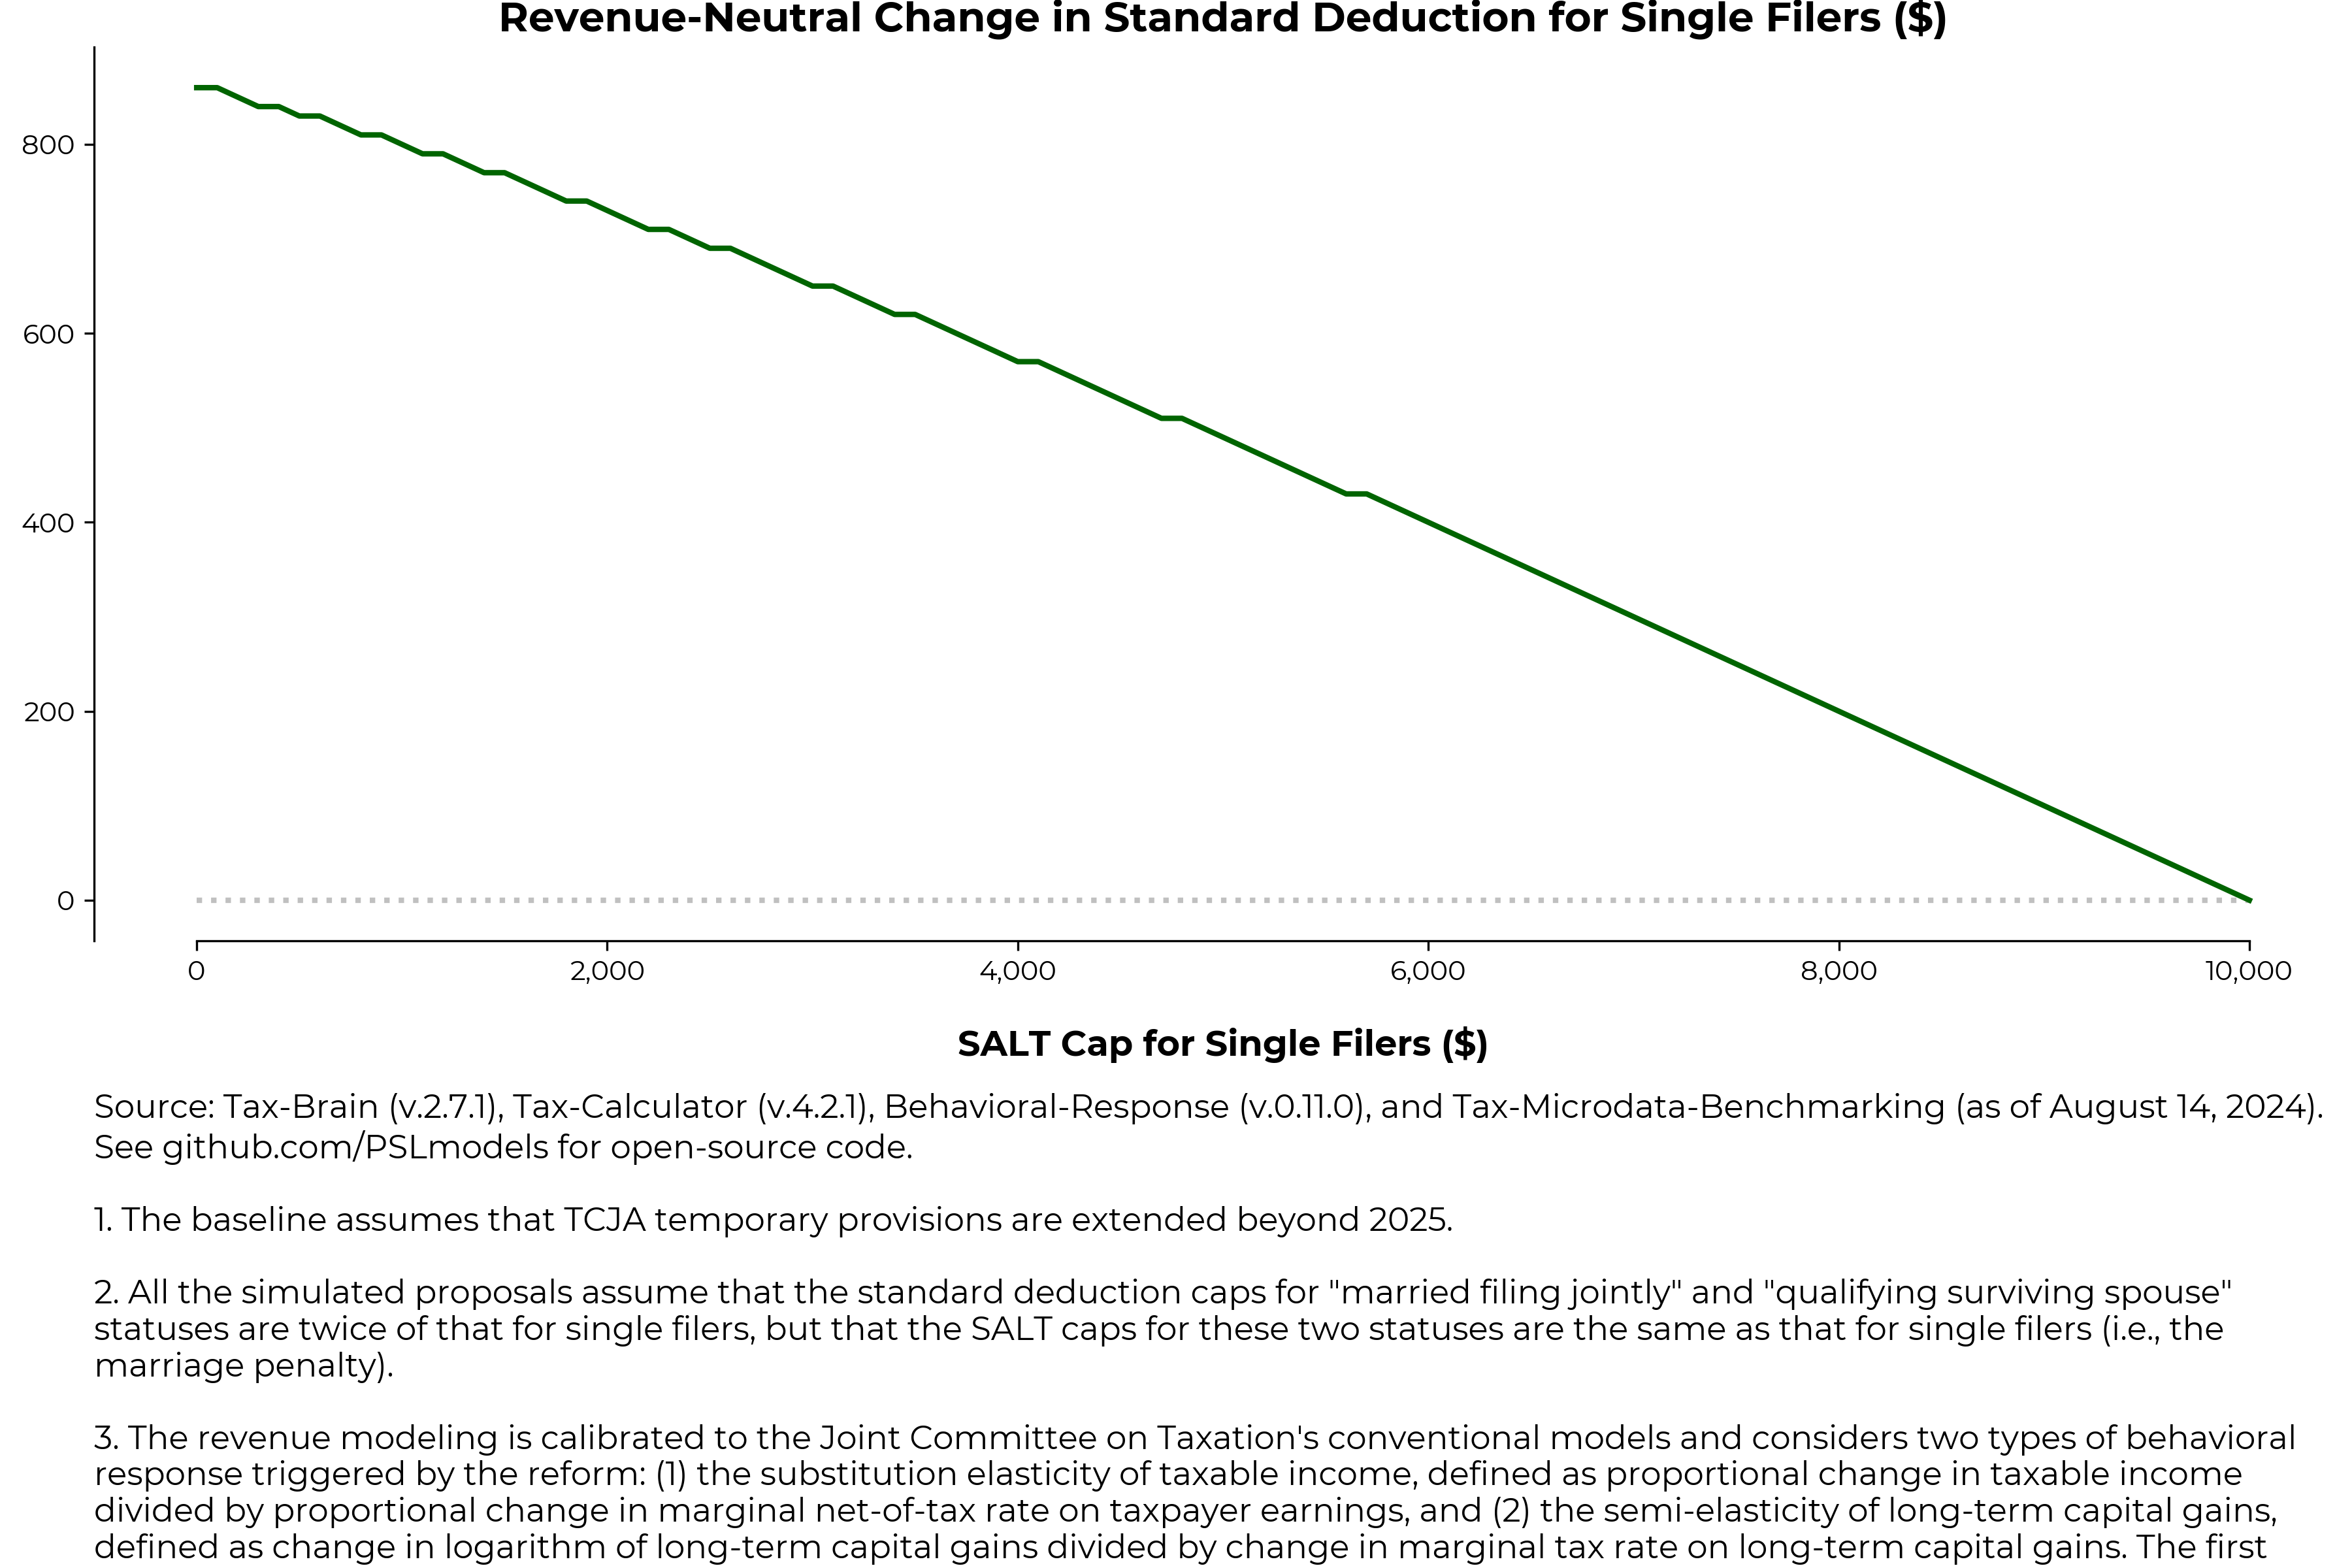 Revenue-Neutral Change in Standard Deduction for Single Filers ($)
800
600
400
200
0
0
2,000
4,000
6,000
8,000
10,000
SALT Cap for Single Filers ($)
Source: Tax-Brain (v.2.7.1), Tax-Calculator (v.4.2.1), Behavioral-Response (v.0.11.0), and Tax-Microdata-Benchmarking (as of August 14, 2024).
See github.com/PSLmodels for open-source code.
1. The baseline assumes that TCJA temporary provisions are extended beyond 2025.
2. All the simulated proposals assume that the standard deduction caps for "married filing jointly" and "qualifying surviving spouse"
statuses are twice of that for single filers, but that the SALT caps for these two statuses are the same as that for single filers (i.e., the
marriage penalty).
3. The revenue modeling is calibrated to the Joint Committee on Taxation's conventional models and considers two types of behavioral
response triggered by the reform: (1) the substitution elasticity of taxable income, defined as proportional change in taxable income
divided by proportional change in marginal net-of-tax rate on taxpayer earnings, and (2) the semi-elasticity of long-term capital gains,
defined as change in logarithm of long-term capital gains divided by change in marginal tax rate on long-term capital gains. The first